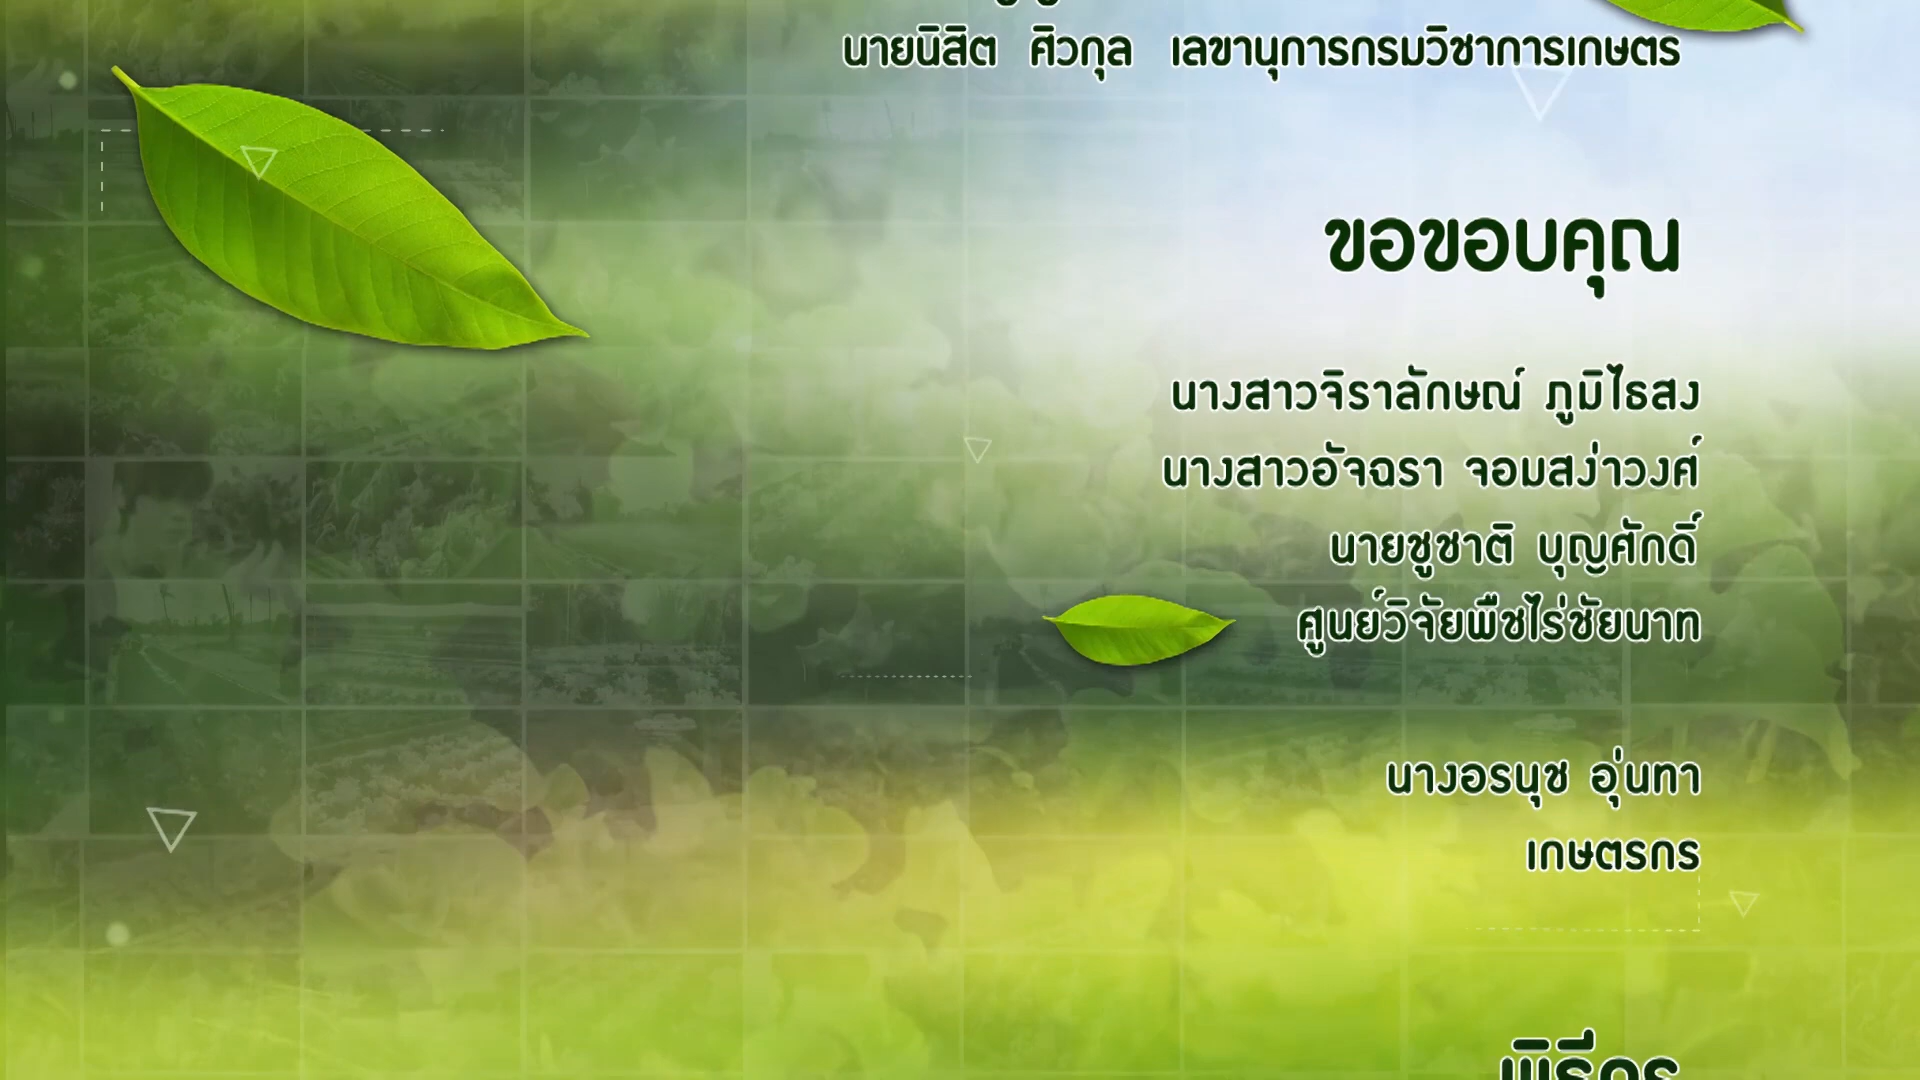 นายนิสิต ศิวกุล เลขานุการกรมวิชาการเกษตร
ขอขอบคุณ
นางสาวจิราลักษณ์ ภูมิไธสง
นางสาวอัจฉรา จอมสง่าวงศ์
นายชูชาติ บุญศักดิ์
ศูนย์วิจัยพืชไร่ชัยนาท
นางอรนุช อุ่นทา
เกษตรกร
พิธีกร